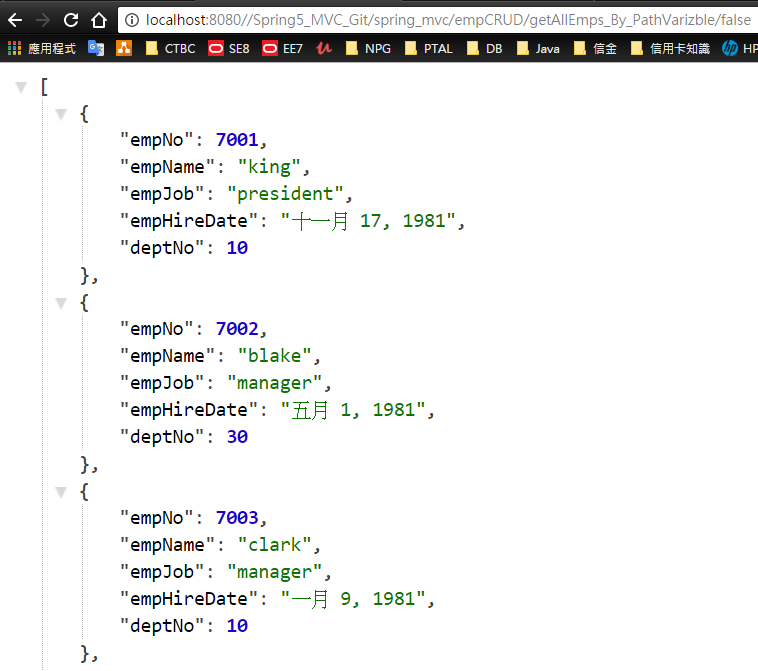 localhost:8080//Spring5_MVC_Git/spring_mvc/empCRUD/getAllEmps_By_PathVarizble/false
應用程式 CTBC SE8 EE7 NPG PTAL DB Java 信金 信用卡知識 HP
[
{
"empNo": 7001,
"empName": "king",
"empJob": "president",
"empHireDate": "十一月 17, 1981",
"deptNo": 10
},
{
"empNo": 7002,
"empName": "blake",
"empJob": "manager",
"empHireDate": "五月 1, 1981",
"deptNo": 30
},
{
"empNo": 7003,
"empName": "clark",
"empJob": "manager",
"empHireDate": "一月 9, 1981",
"deptNo": 10
},